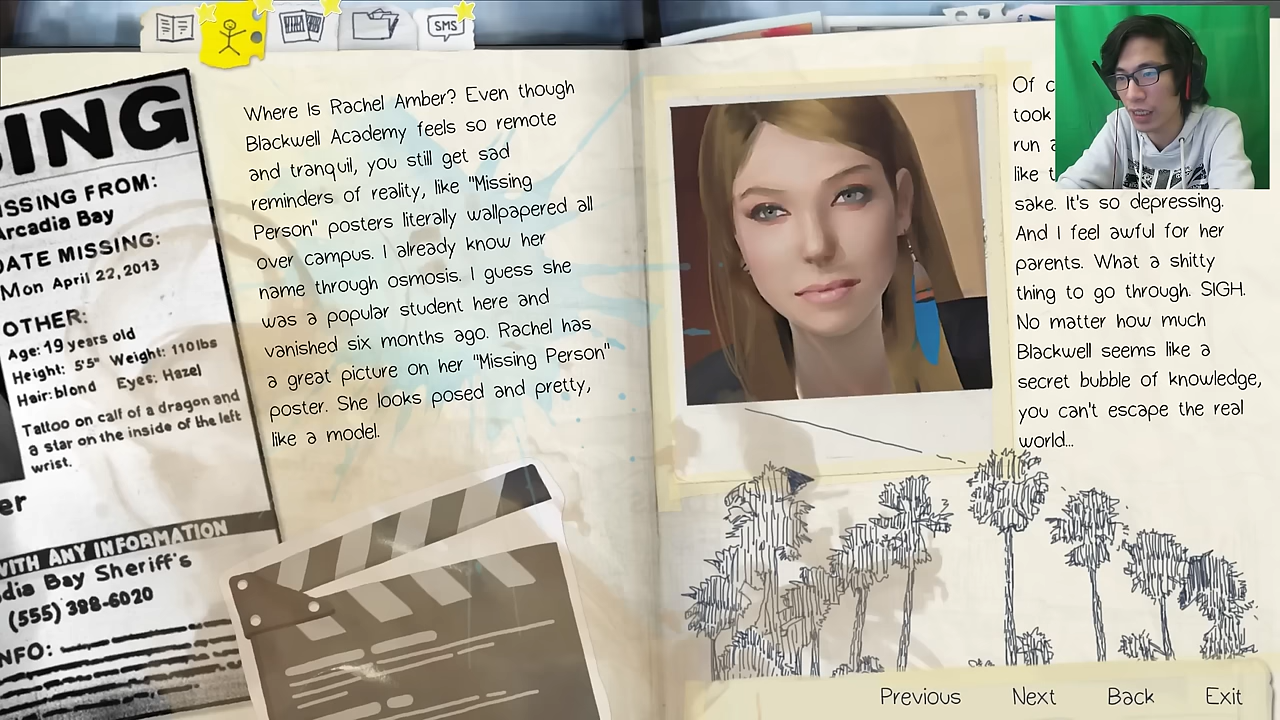 SMS
SING
ISSING FROM:
Arcadia Bay
DATE MISSING:
Mon April 22, 2013
OTHER:
Age: 19 years old
Height: 5'5" Weight: 110lbs
Hair: blond Eyes: Hazel
Tattoo on calf of a dragon and
a star on the inside of the left
wrist.
er
WITH ANY INFORMATION
dia Bay Sheriff's
(555) 388-6020
NFO:
Where Is Rachel Amber? Even though
Blackwell Academy feels so remote
and tranquil, you still get sad
reminders of reality, like "Missing
Person" posters literally wallpapered all
over campus. I already know her
name through osmosis. I guess she
was a popular student here and
vanished six months ago. Rachel has
a great picture on her "Missing Person"
poster. She looks posed and pretty,
like a model.
Of c
took
run a
like t
sake. It's so depressing.
And I feel awful for her
parents. What a shitty
thing to go through. SIGH.
No matter how much
Blackwell seems like a
secret bubble of knowledge,
you can't escape the real
world...
Previous Next Back Exit